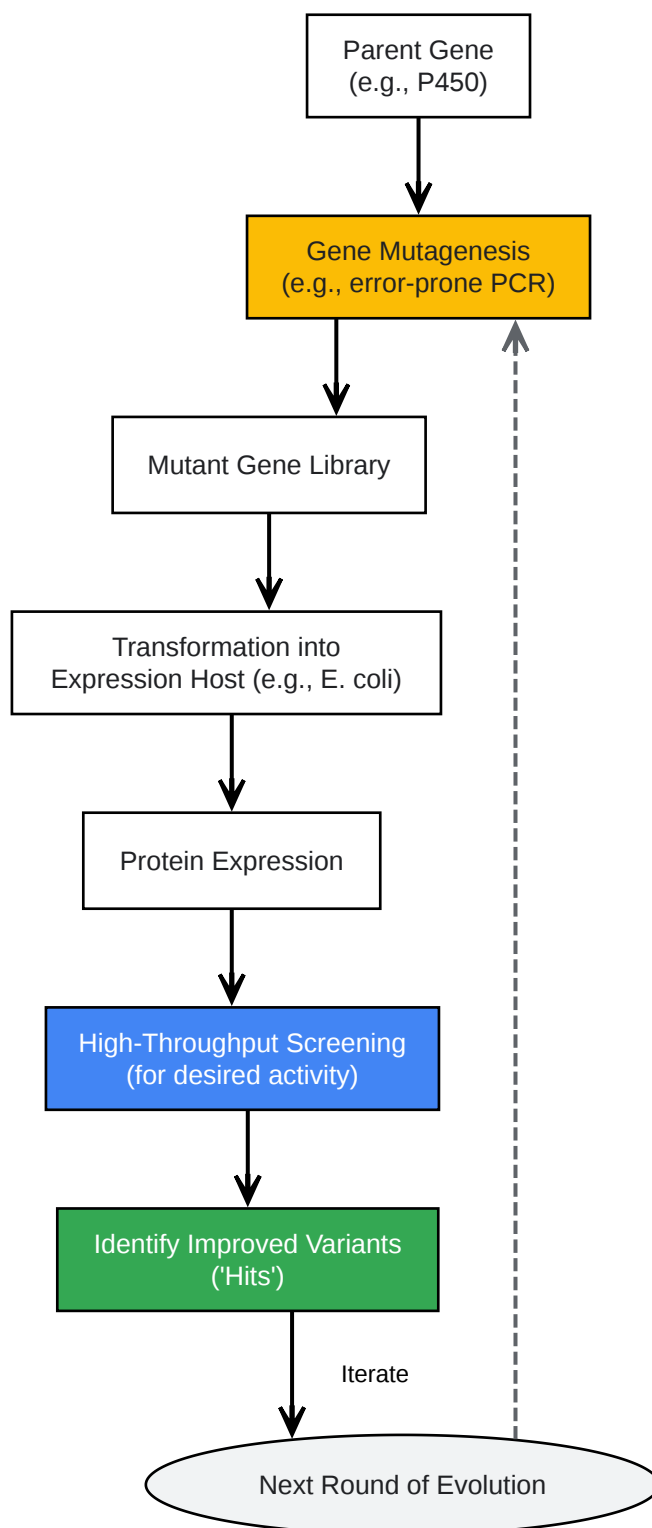 Parent Gene
(e.g., P450)
Gene Mutagenesis
(e.g., error-prone PCR)
Mutant Gene Library
Transformation into
Expression Host (e.g., E. coli)
Protein Expression
High-Throughput Screening
(for desired activity)
Identify Improved Variants
('Hits')
Iterate
Next Round of Evolution